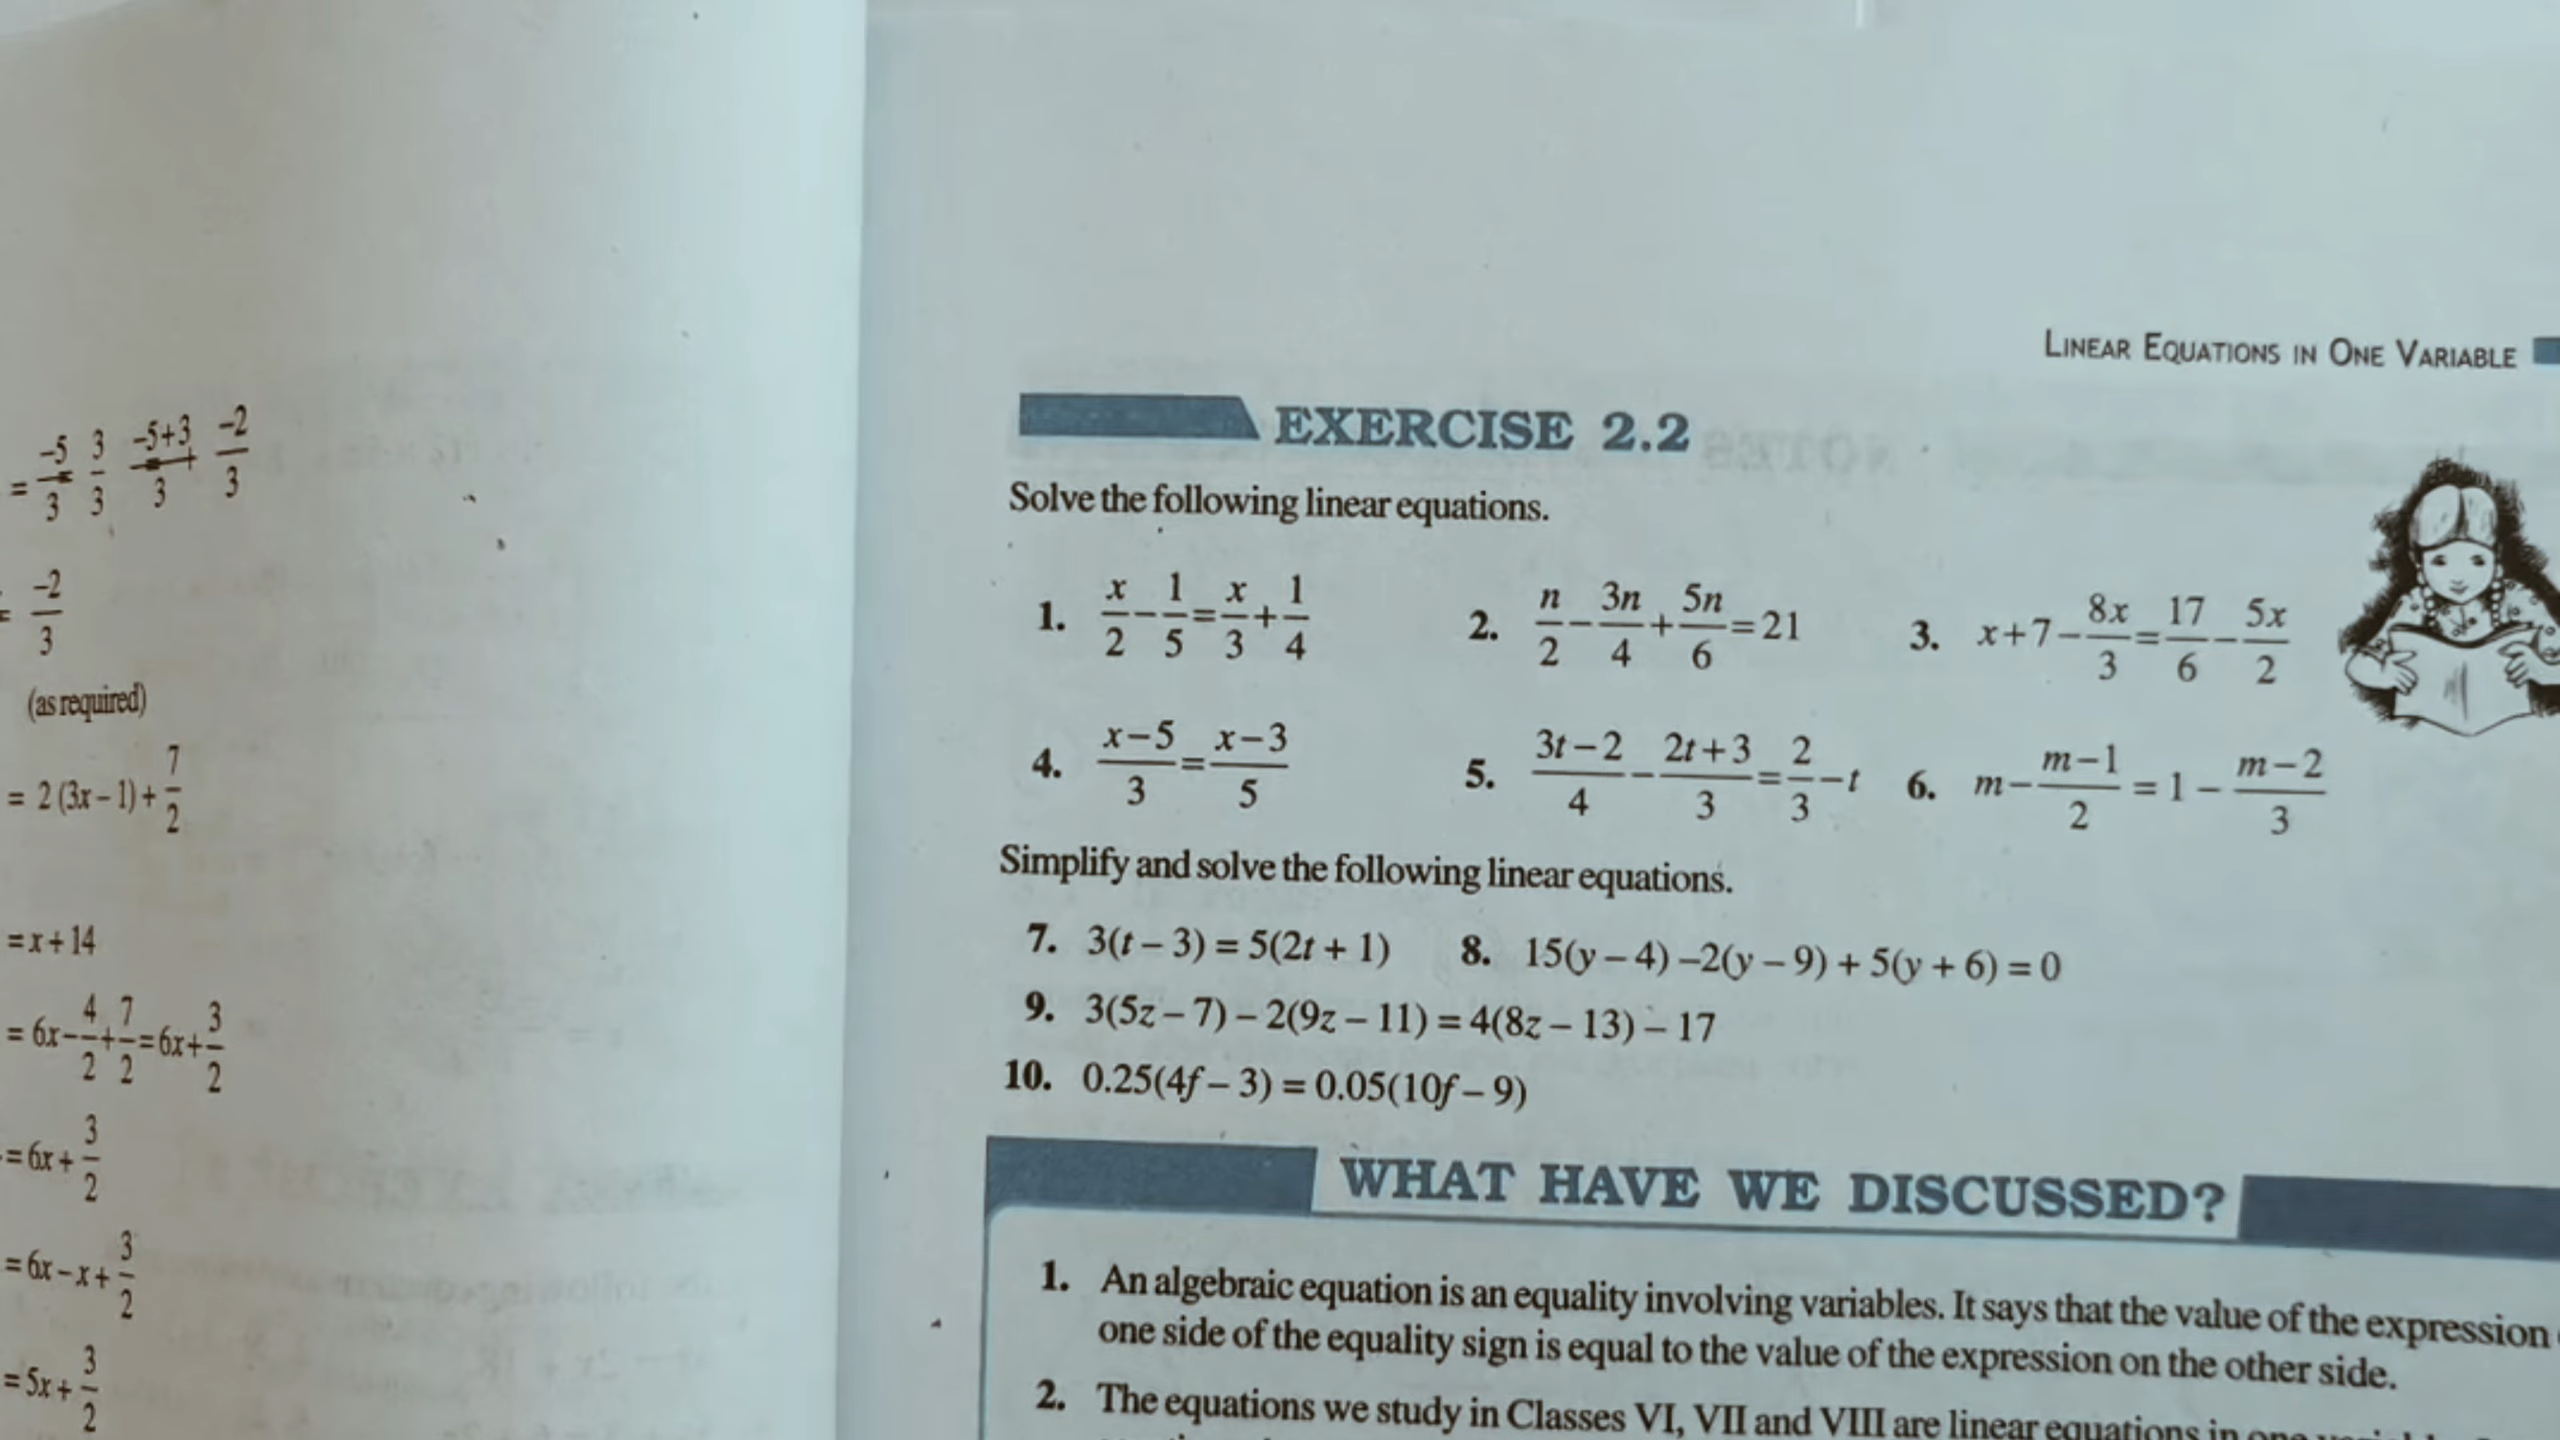 = -5/3 3/3 -5+3/3 -2/3
= -2/3
(as required)
= 2 (3x – 1) + 7/2
= x + 14
= 6x – 4/2 + 7/2 = 6x + 3/2
= 6x + 3/2
= 6x – x + 3/2
= 5x + 3/2
LINEAR EQUATIONS IN ONE VARIABLE
EXERCISE 2.2
Solve the following linear equations.
1. x/2 – 1/5 = x/3 + 1/4 2. n/2 – 3n/4 + 5n/6 = 21 3. x + 7 – 8x/3 = 17/6 – 5x/2
4. x – 5/3 = x – 3/5 5. 3t – 2/4 – 2t + 3/3 = 2/3 – t 6. m – m – 1/2 = 1 – m – 2/3
Simplify and solve the following linear equations.
7. 3(t – 3) = 5(2t + 1) 8. 15(y – 4) –2(y – 9) + 5(y + 6) = 0
9. 3(5z – 7) – 2(9z – 11) = 4(8z – 13) – 17
10. 0.25(4f – 3) = 0.05(10f – 9)
WHAT HAVE WE DISCUSSED?
1. An algebraic equation is an equality involving variables. It says that the value of the expression
one side of the equality sign is equal to the value of the expression on the other side.
2. The equations we study in Classes VI, VII and VIII are linear equations in one